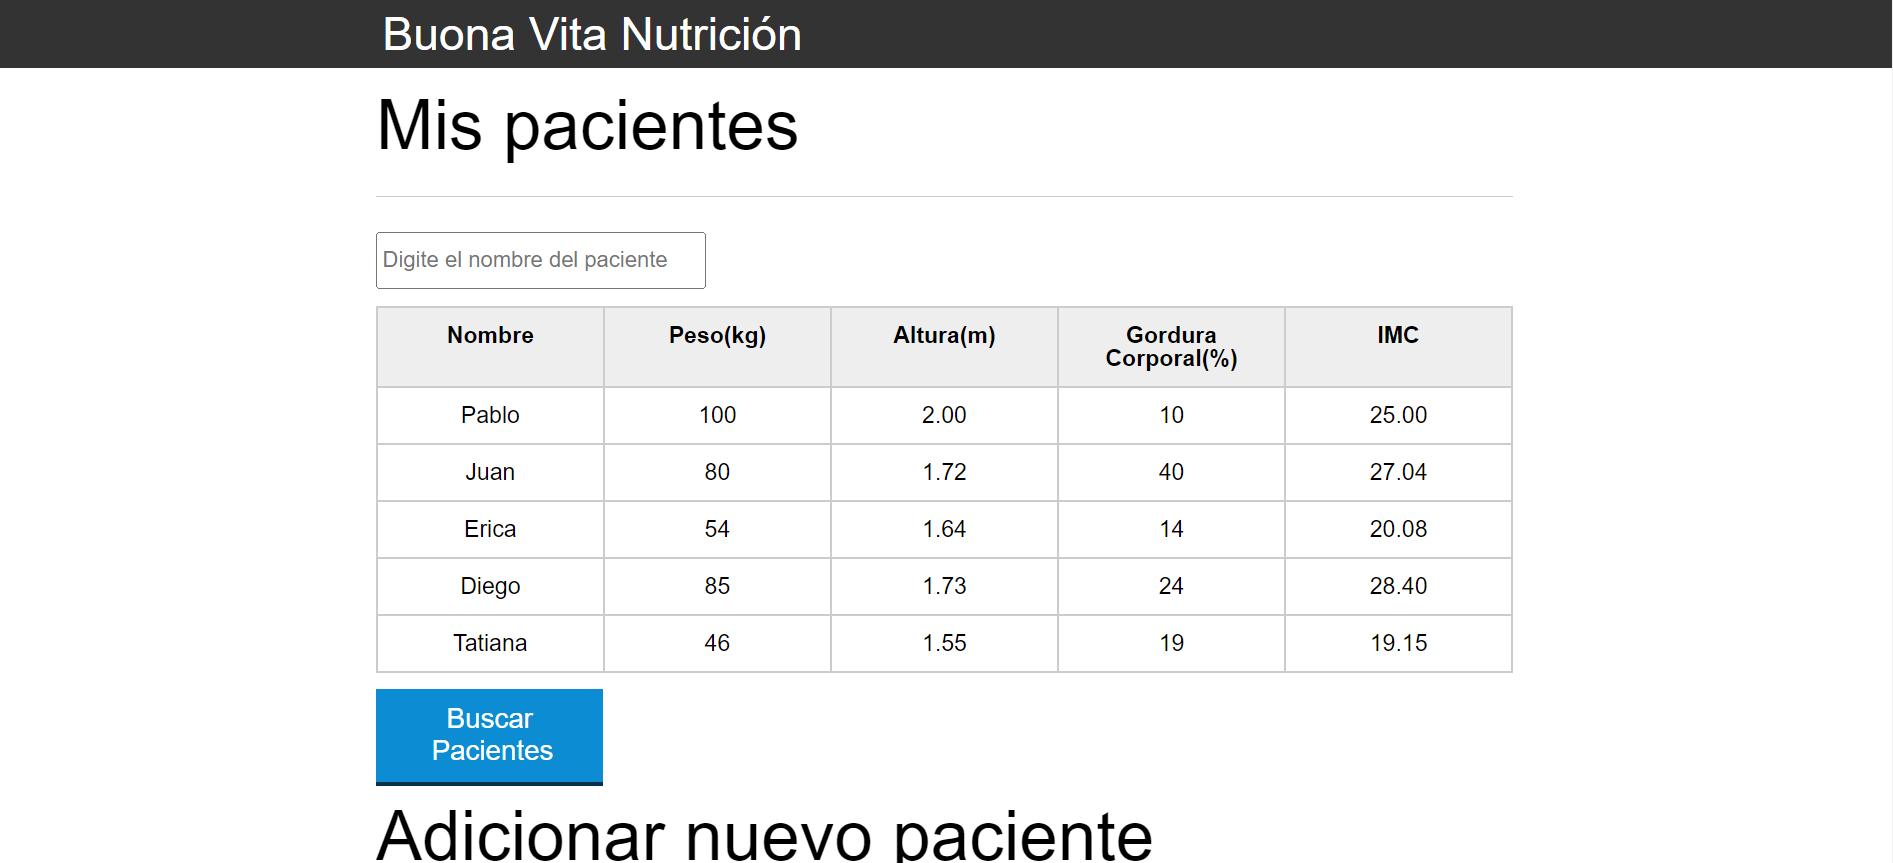 Buona Vita Nutrición
Mis pacientes
Digite el nombre del paciente
Nombre Peso(kg) Altura(m) Gordura Corporal(%) IMC
Pablo 100 2.00 10 25.00
Juan 80 1.72 40 27.04
Erica 54 1.64 14 20.08
Diego 85 1.73 24 28.40
Tatiana 46 1.55 19 19.15
Buscar
Pacientes
Adicionar nuevo paciente